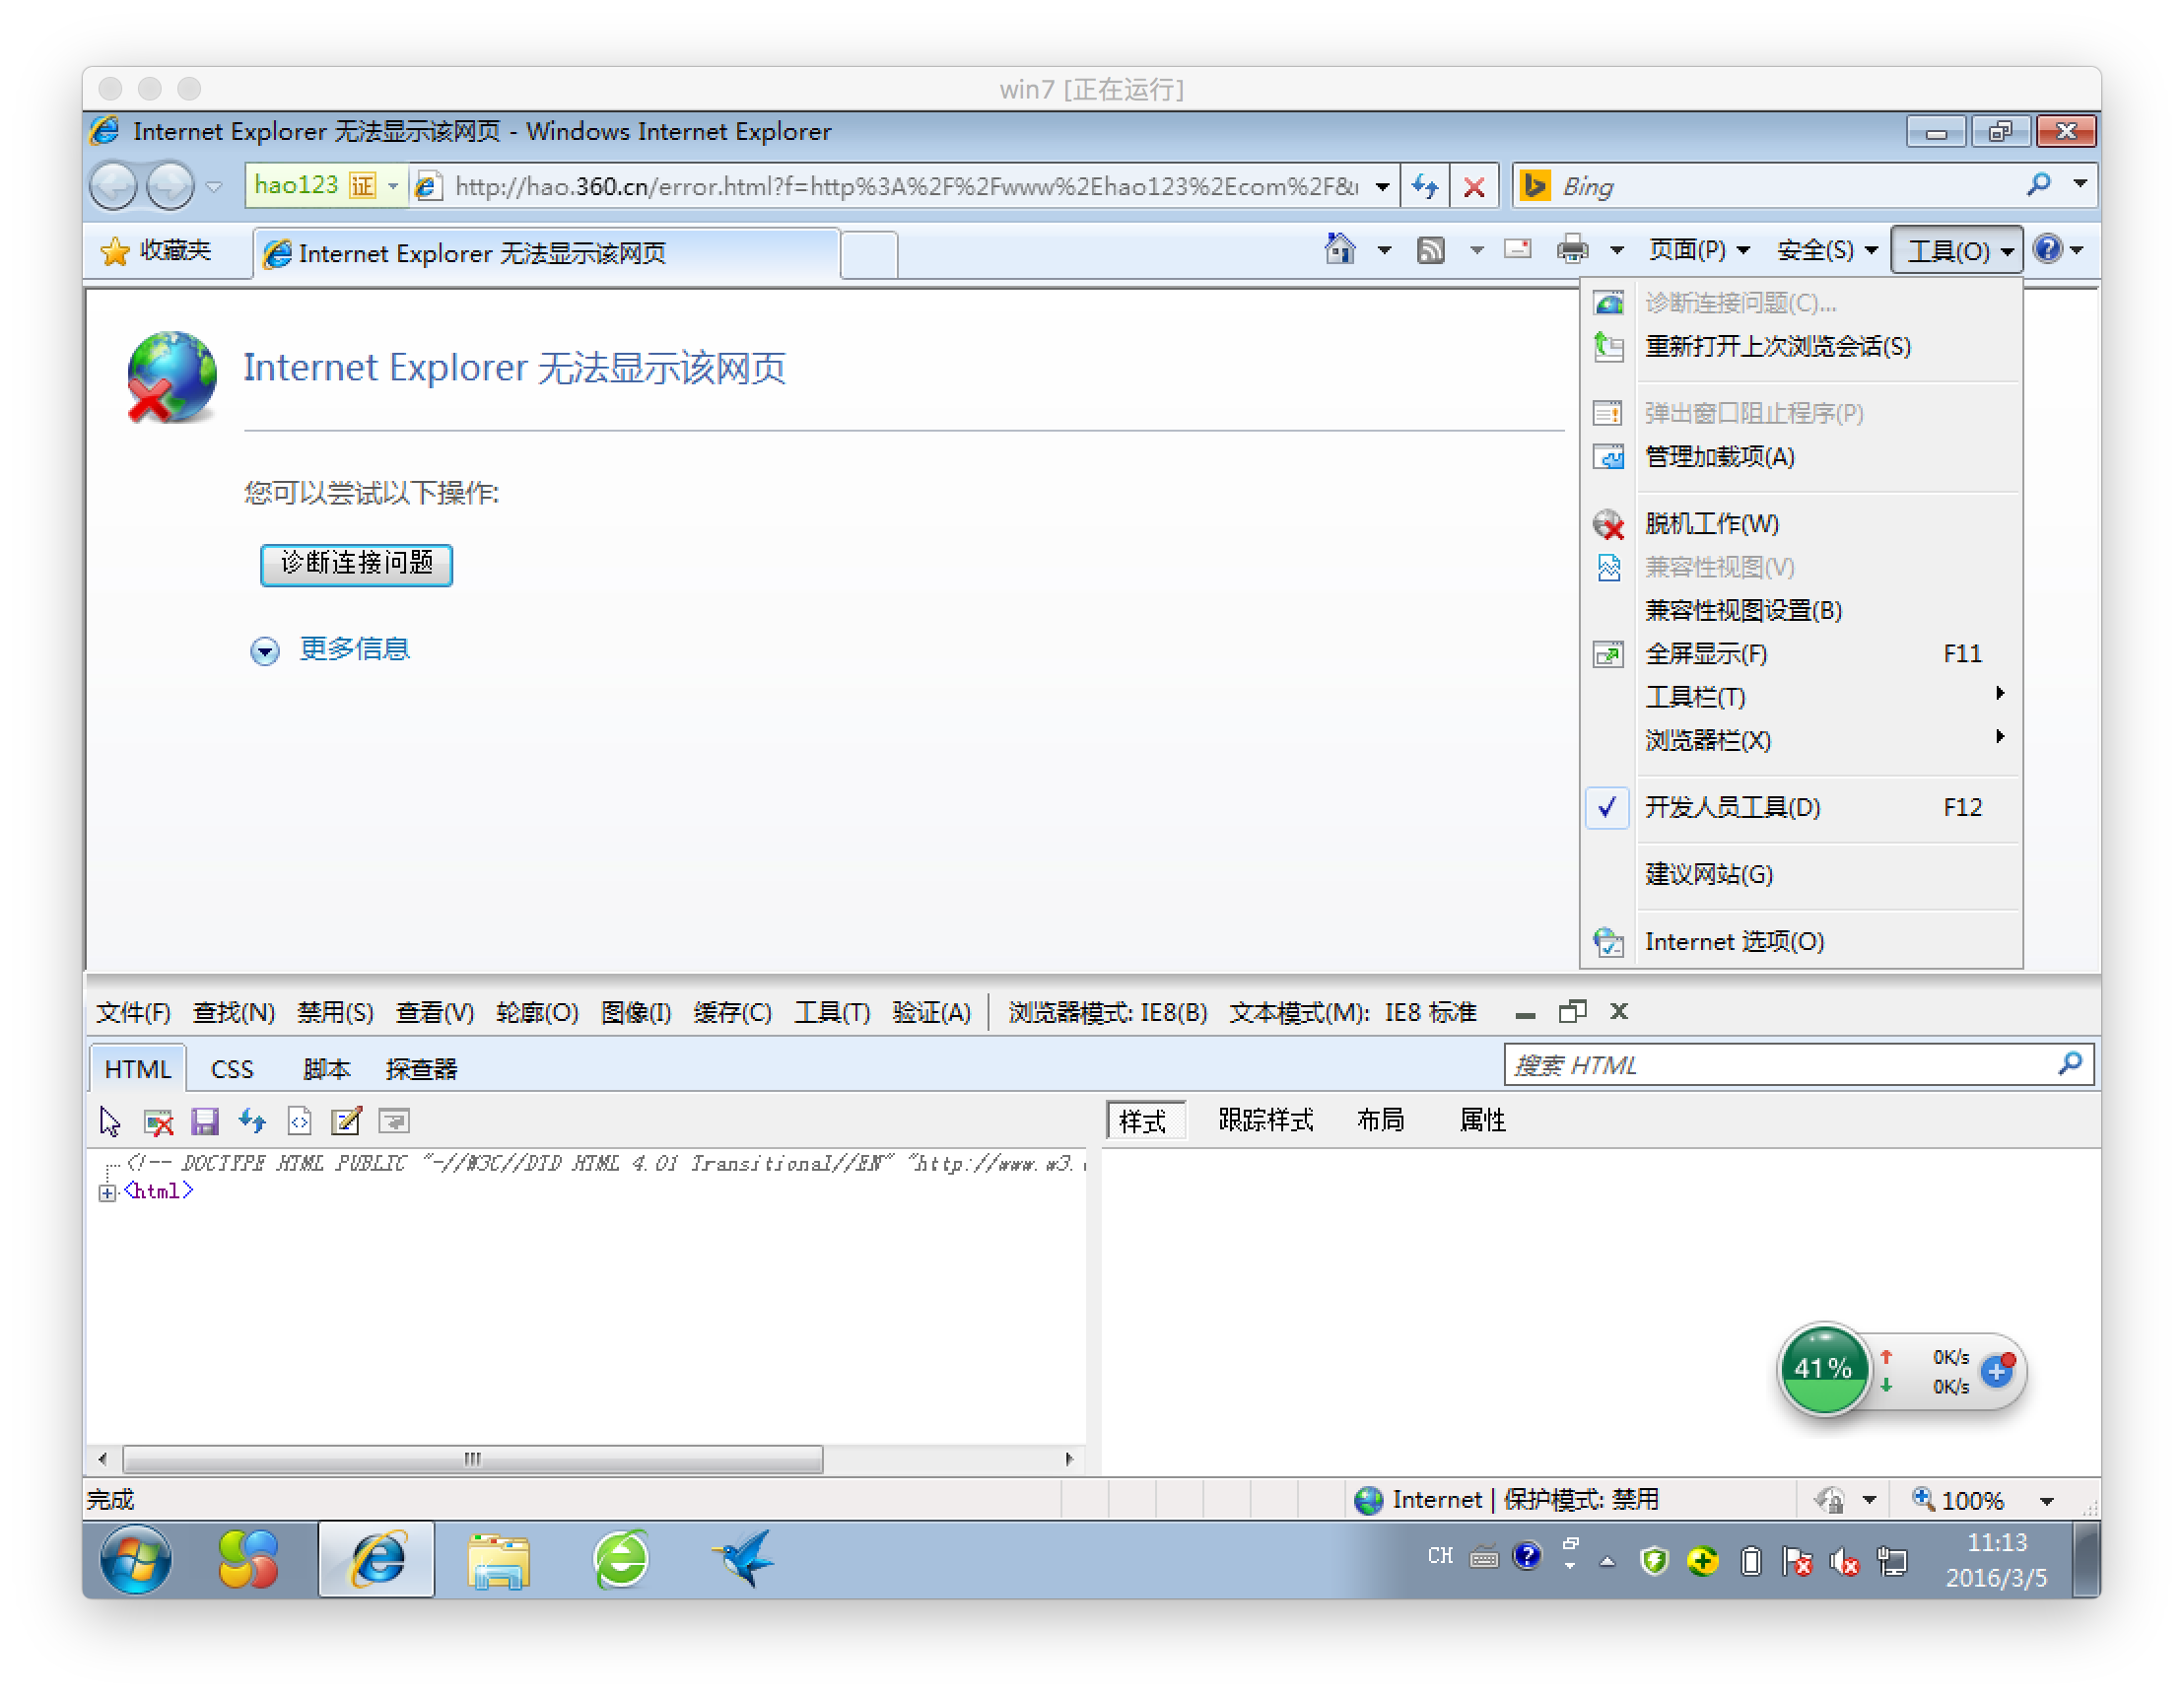 win7 [正在运行]
Internet Explorer 无法显示该网页 - Windows Internet Explorer
hao123 证 http://hao.360.cn/error.html?f=http%3A%2F%2Fwww%2Ehao123%2Ecom%2F&u Bing
收藏夹 Internet Explorer 无法显示该网页 页面(P) 安全(S) 工具(O)
诊断连接问题(C)...
重新打开上次浏览会话(S)
弹出窗口阻止程序(P)
管理加载项(A)
脱机工作(W)
兼容性视图(V)
兼容性视图设置(B)
全屏显示(F) F11
工具栏(T)
浏览器栏(X)
开发人员工具(D) F12
建议网站(G)
Internet 选项(O)
Internet Explorer 无法显示该网页
您可以尝试以下操作:
诊断连接问题
更多信息
文件(F) 查找(N) 禁用(S) 查看(V) 轮廓(O) 图像(I) 缓存(C) 工具(T) 验证(A) 浏览器模式: IE8(B) 文本模式(M): IE8 标准
HTML CSS 脚本 探查器 搜索 HTML
样式 跟踪样式 布局 属性
<!-- DOCTYPE HTML PUBLIC "-//W3C//DTD HTML 4.01 Transitional//EN" "http://www.w3.
<html>
41% 0K/s
0K/s
完成 Internet | 保护模式: 禁用 100%
CH 11:13
2016/3/5